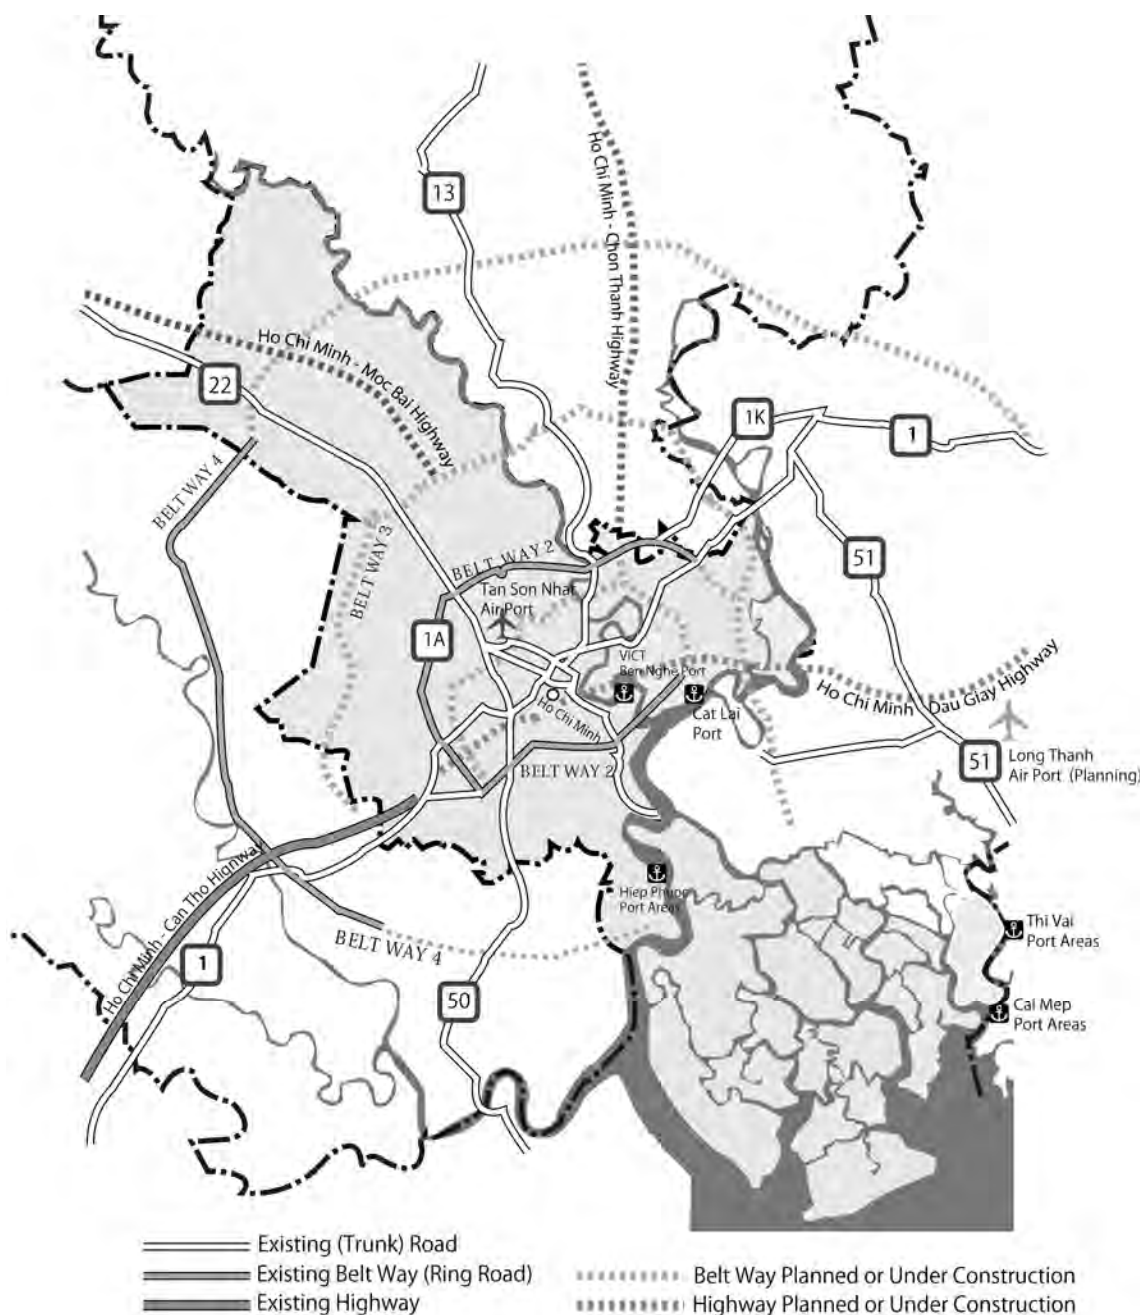 13
Ho Chi Minh - Chon Thanh Highway
Ho Chi Minh - Moc Bai Highway
22
1K
1
BELT WAY 4
BELT WAY 3
BELT WAY 2
51
Tan Son Nhat
Air Port
1A
VICT
Ben Nghe Port
Ho Chi Minh - Dau Giay Highway
Cat Lai
Port
Ho Chi Minh
BELT WAY 2
51
Long Thanh
Air Port (Planning)
Ho Chi Minh - Can Tho Highway
Hiep Phuoc
Port Areas
Thi Vai
Port Areas
BELT WAY 4
1
50
Cai Mep
Port Areas
Existing (Trunk) Road
Existing Belt Way (Ring Road)
Existing Highway
Belt Way Planned or Under Construction
Highway Planned or Under Construction